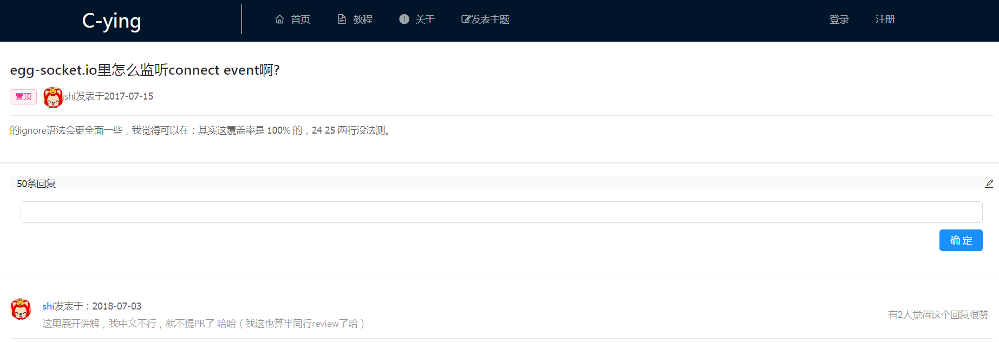 C-ying 首页 教程 关于 发表主题 登录 注册
egg-socket.io里怎么监听connect event啊?
置顶 shi发表于2017-07-15
的ignore语法会更全面一些，我觉得可以在：其实这覆盖率是 100% 的，24 25 两行没法测。
50条回复
确 定
shi发表于：2018-07-03
这里展开讲解，我中文不行，就不提PR了 哈哈（我这也算半同行review了哈）
有2人觉得这个回复很赞